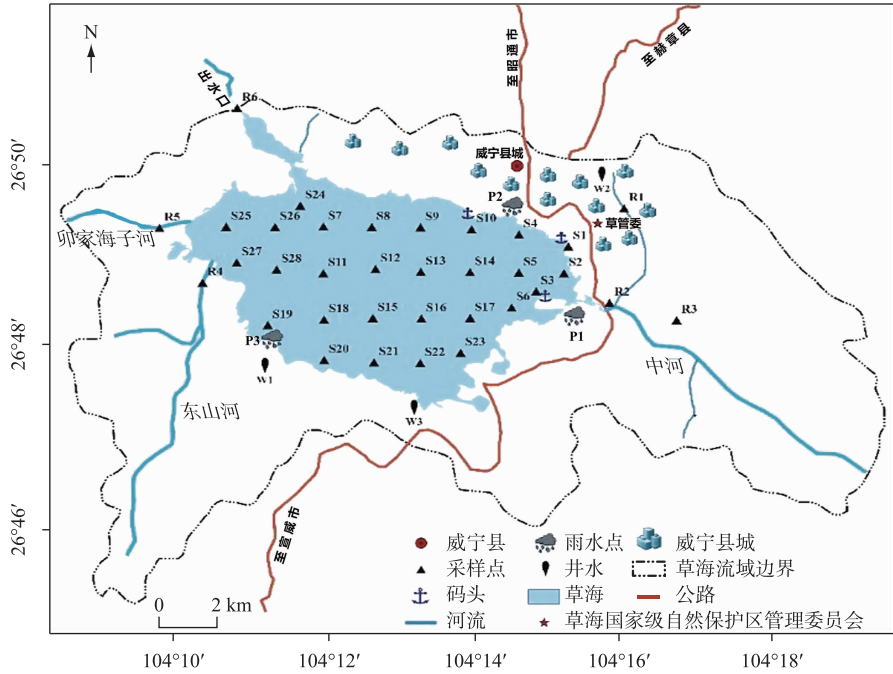 N
至昭通市
至赫章县
出水口
R6
26°50′
威宁县城
W2
P2
R1
S24
S25
S26
S7
S8
S9
S10
S4
S1
草管委
R5
卯家海子河
S27
S28
S11
S12
S13
S14
S5
S2
R4
S3
S6
R2
R3
S19
S18
S15
S16
S17
P1
26°48′
P3
S20
S21
S22
S23
W1
中河
东山河
W3
26°46′
至宣威市
威宁县
雨水点
威宁县城
采样点
井水
草海流域边界
码头
草海
公路
河流
草海国家级自然保护区管理委员会
0 2 km
104°10′
104°12′
104°14′
104°16′
104°18′